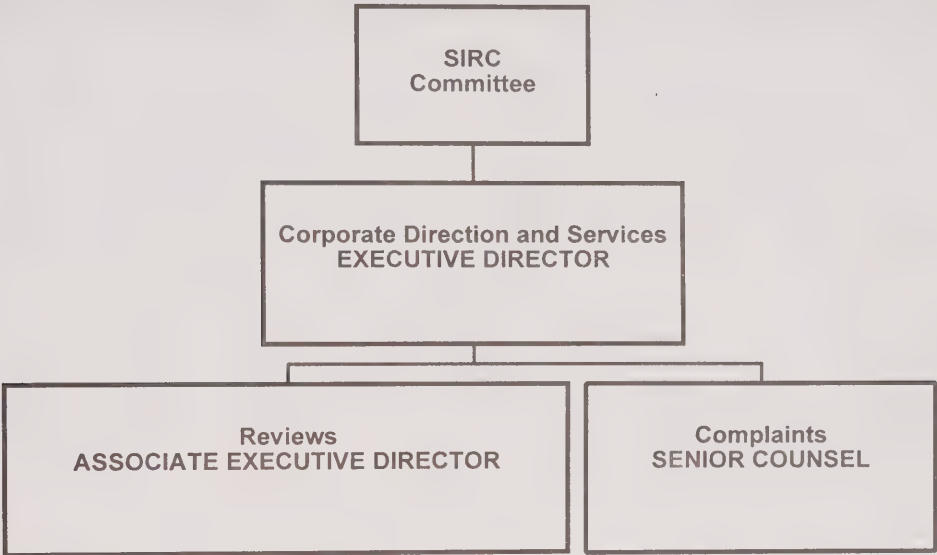 SIRC
Committee
Corporate Direction and Services
EXECUTIVE DIRECTOR
Reviews
ASSOCIATE EXECUTIVE DIRECTOR
Complaints
SENIOR COUNSEL